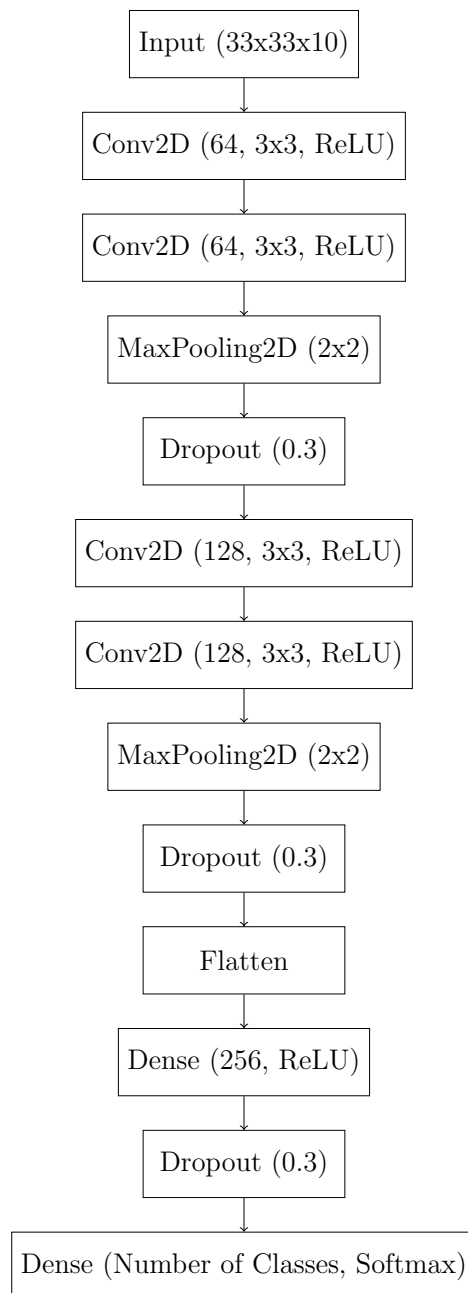 Input (33x33x10)
Conv2D (64, 3x3, ReLU)
Conv2D (64, 3x3, ReLU)
MaxPooling2D (2x2)
Dropout (0.3)
Conv2D (128, 3x3, ReLU)
Conv2D (128, 3x3, ReLU)
MaxPooling2D (2x2)
Dropout (0.3)
Flatten
Dense (256, ReLU)
Dropout (0.3)
Dense (Number of Classes, Softmax)